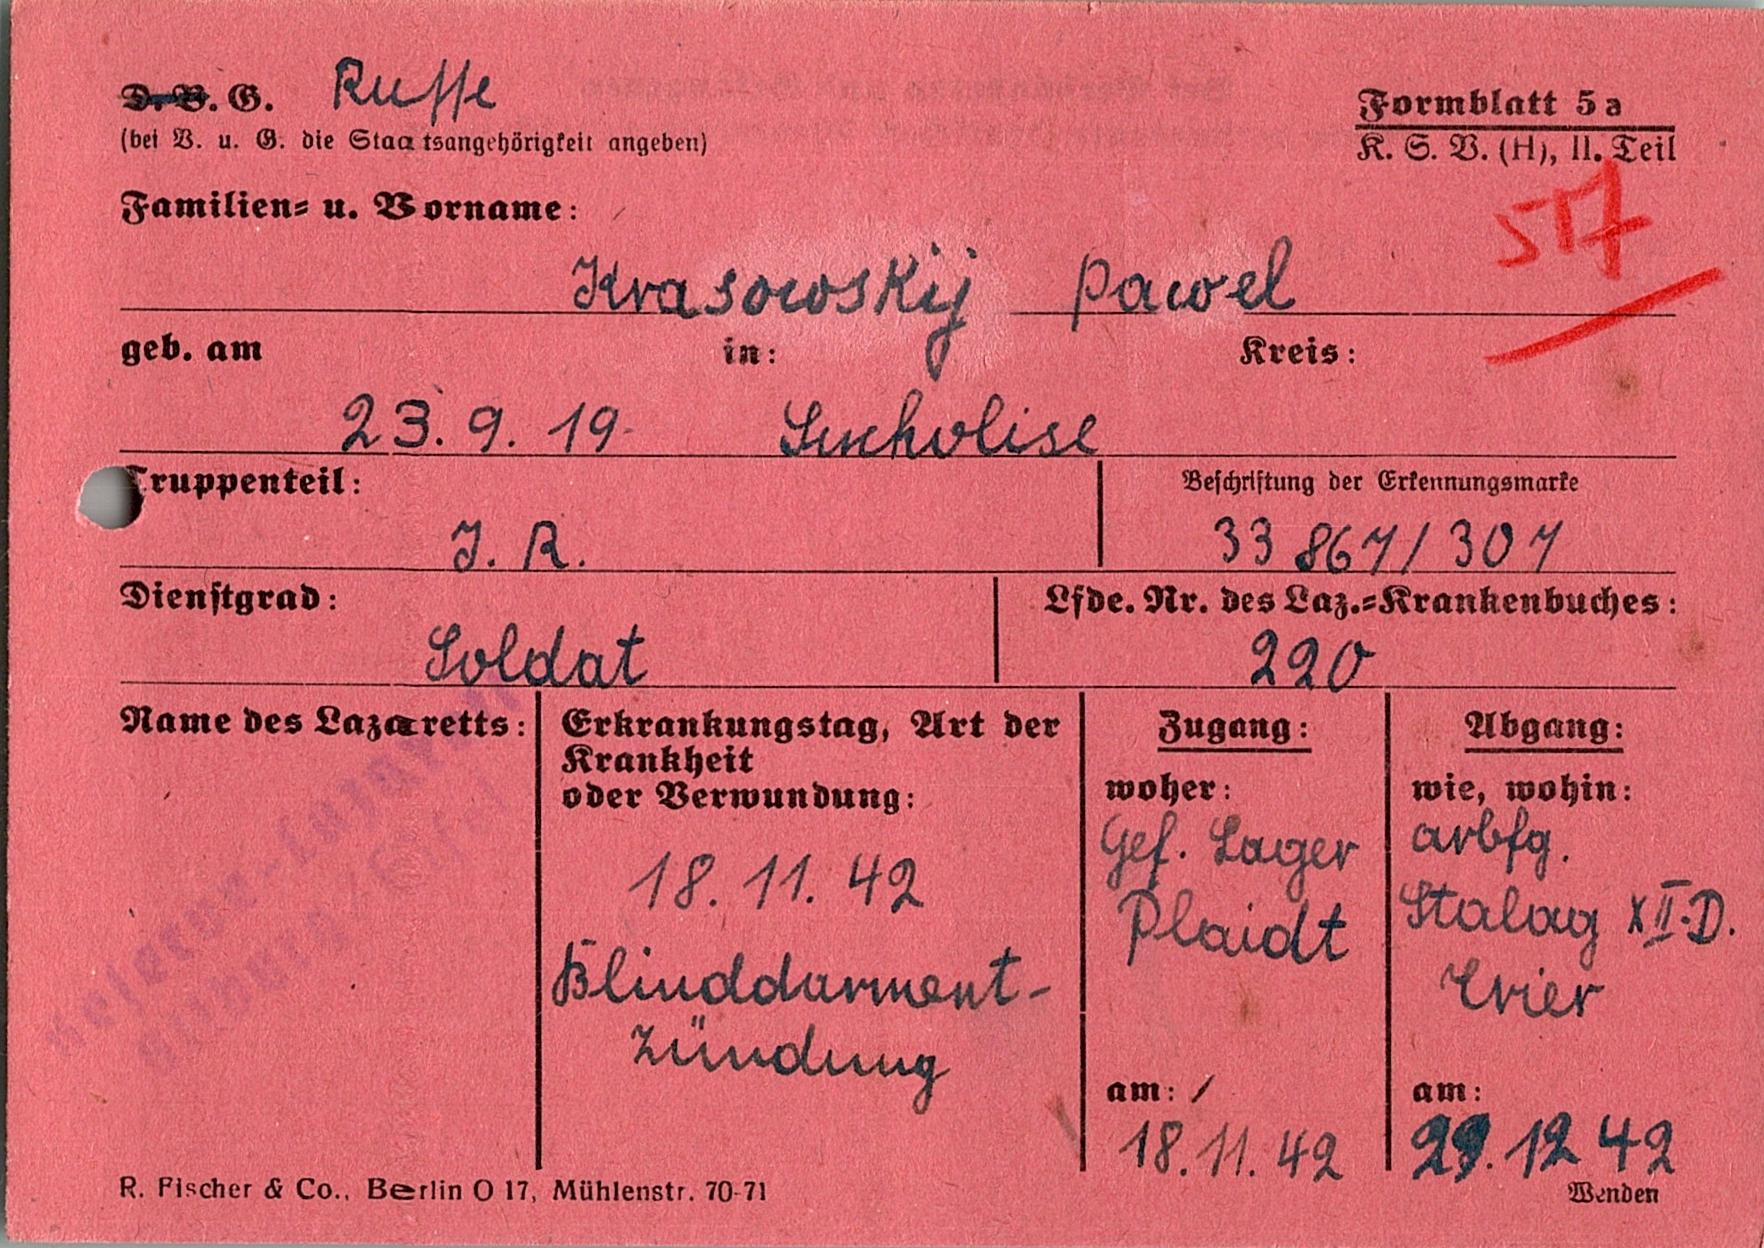 D. V. G. Russe
Formblatt 5a
(bei V. u. G. die Staatsangehörigkeit angeben)
K. S. V. (H), II. Teil
517
Familien= u. Vorname:
Krasowskij Pawel
geb. am in: Kreis:
23. 9. 19
Truppenteil: Beschriftung der Erkennungsmarke
J. R. 33 867/307
Dienstgrad: Lfde. Nr. des Laz.=Krankenbuches:
Soldat 220
Name des Lazaretts:
Reserve-Lazarett
Erkrankungstag, Art der
Krankheit
oder Verwundung:
18. 11. 42
Blinddarment-
zündung
Zugang:
woher:
Gef. Lager
Plaidt
am:
18. 11. 42
Abgang:
wie, wohin:
arbfg.
Stalag XII-D.
Trier
am:
12 42
R. Fischer & Co., Berlin O 17, Mühlenstr. 70-71
Wenden